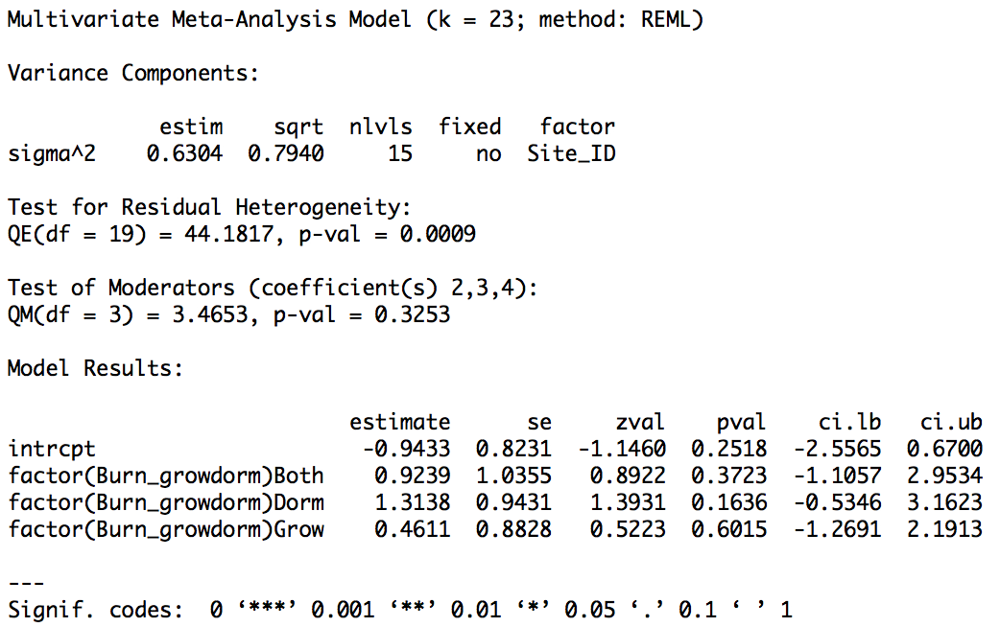 Multivariate Meta-Analysis Model (k = 23; method: REML)
Variance Components:
estim sqrt nlvls fixed factor
sigma^2 0.6304 0.7940 15 no Site_ID
Test for Residual Heterogeneity:
QE(df = 19) = 44.1817, p-val = 0.0009
Test of Moderators (coefficient(s) 2,3,4):
QM(df = 3) = 3.4653, p-val = 0.3253
Model Results:
estimate se zval pval ci.lb ci.ub
intrcpt -0.9433 0.8231 -1.1460 0.2518 -2.5565 0.6700
factor(Burn_growdorm)Both 0.9239 1.0355 0.8922 0.3723 -1.1057 2.9534
factor(Burn_growdorm)Dorm 1.3138 0.9431 1.3931 0.1636 -0.5346 3.1623
factor(Burn_growdorm)Grow 0.4611 0.8828 0.5223 0.6015 -1.2691 2.1913
---
Signif. codes: 0 ‘***’ 0.001 ‘**’ 0.01 ‘*’ 0.05 ‘.’ 0.1 ‘ ’ 1